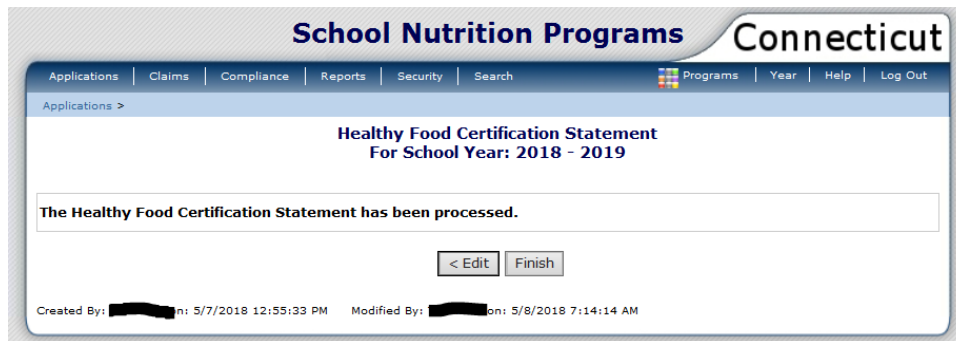 School Nutrition Programs Connecticut
Applications | Claims | Compliance | Reports | Security | Search Programs | Year | Help | Log Out
Applications >
Healthy Food Certification Statement
For School Year: 2018 - 2019
The Healthy Food Certification Statement has been processed.
< Edit Finish
Created By: on: 5/7/2018 12:55:33 PM Modified By: on: 5/8/2018 7:14:14 AM